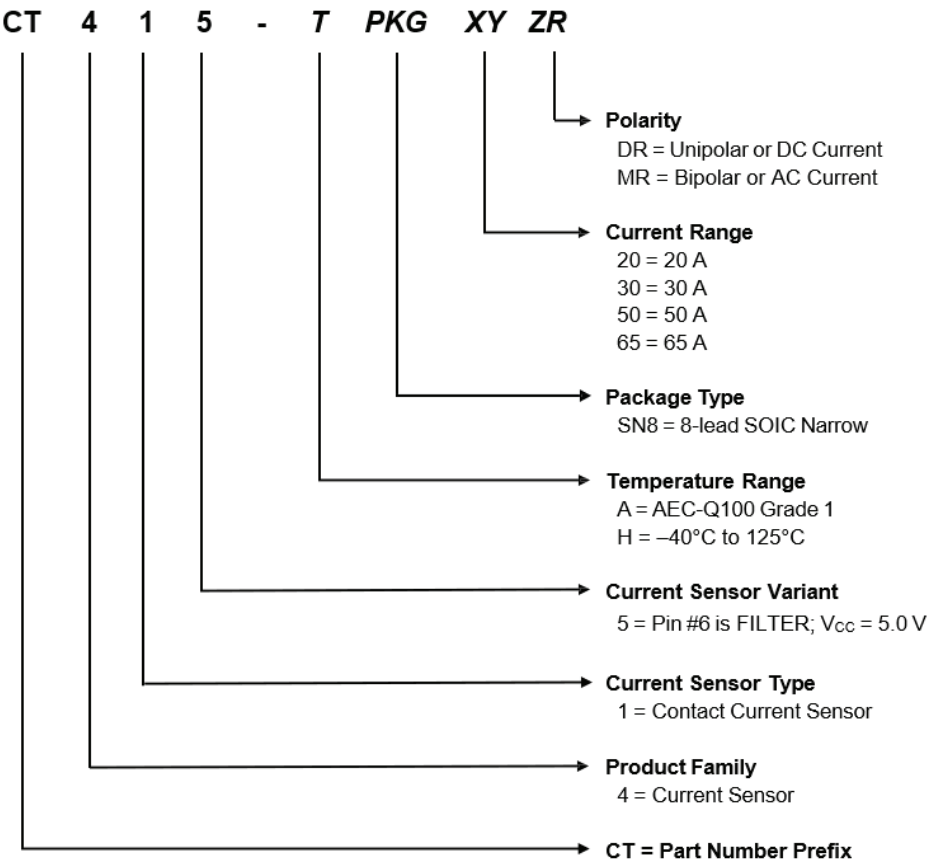 CT 4 1 5 - T PKG XY ZR
Polarity
DR = Unipolar or DC Current
MR = Bipolar or AC Current
Current Range
20 = 20 A
30 = 30 A
50 = 50 A
65 = 65 A
Package Type
SN8 = 8-lead SOIC Narrow
Temperature Range
A = AEC-Q100 Grade 1
H = –40°C to 125°C
Current Sensor Variant
5 = Pin #6 is FILTER; VCC = 5.0 V
Current Sensor Type
1 = Contact Current Sensor
Product Family
4 = Current Sensor
CT = Part Number Prefix